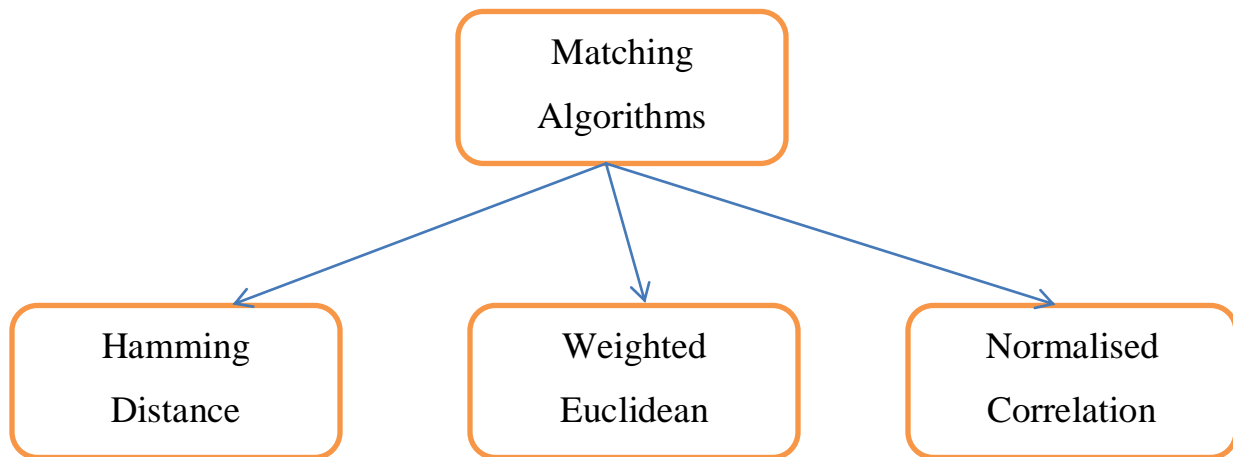 Matching
Algorithms
Hamming
Distance
Weighted
Euclidean
Normalised
Correlation